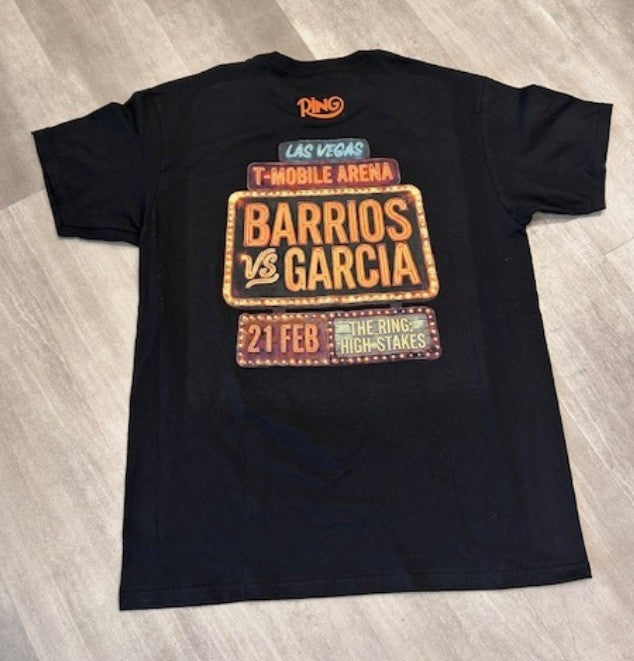 RING
LAS VEGAS
T-MOBILE ARENA
BARRIOS
VS GARCIA
21 FEB
THE RING:
HIGH-STAKES